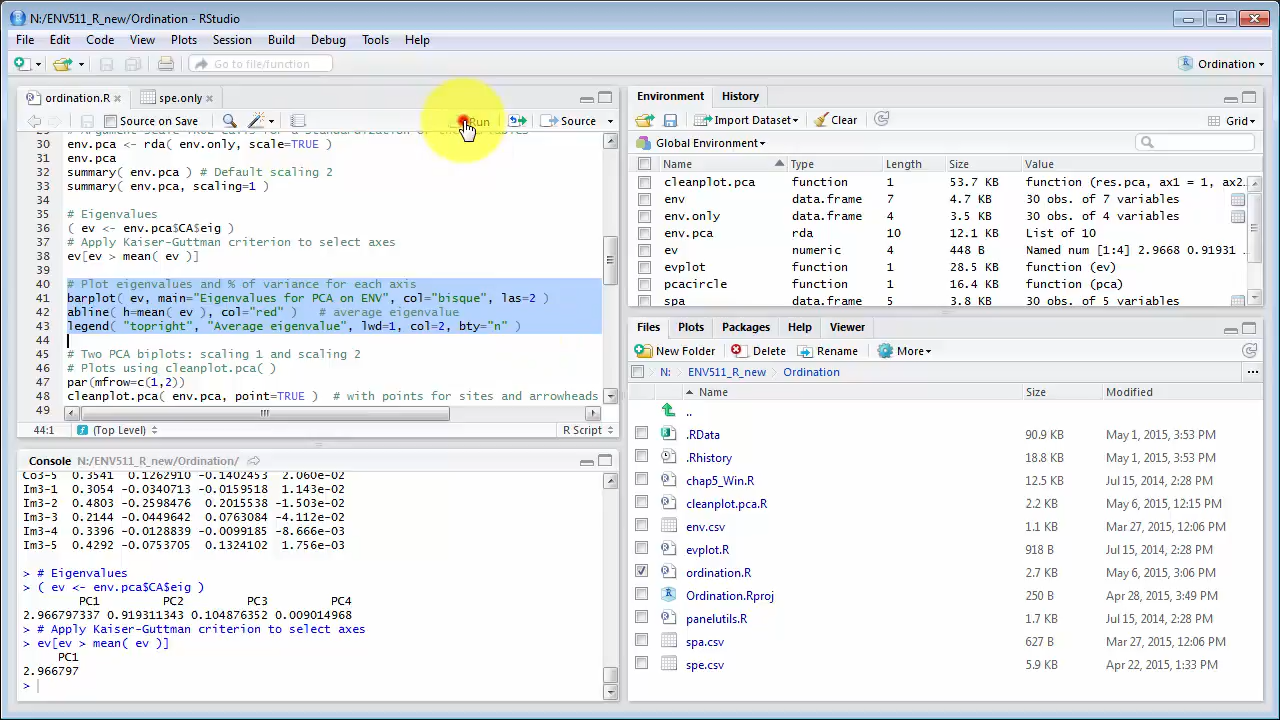 N:/ENV511_R_new/Ordination - RStudio
File Edit Code View Plots Session Build Debug Tools Help
Go to file/function
Ordination
ordination.R
spe.only
Source on Save
Run
Source
30 env.pca <- rda( env.only, scale=TRUE )
31 env.pca
32 summary( env.pca ) # Default scaling 2
33 summary( env.pca, scaling=1 )
34
35 # Eigenvalues
36 ( ev <- env.pca$CA$eig )
37 # Apply Kaiser-Guttman criterion to select axes
38 ev[ev > mean( ev )]
39
40 # Plot eigenvalues and % of variance for each axis
41 barplot( ev, main="Eigenvalues for PCA on ENV", col="bisque", las=2 )
42 abline( h=mean( ev ), col="red" ) # average eigenvalue
43 legend( "topright", "Average eigenvalue", lwd=1, col=2, bty="n" )
44
45 # Two PCA biplots: scaling 1 and scaling 2
46 # Plots using cleanplot.pca( )
47 par(mfrow=c(1,2))
48 cleanplot.pca( env.pca, point=TRUE ) # with points for sites and arrowheads
49
44:1 (Top Level) R Script
Console N:/ENV511_R_new/Ordination/
Co3-5 0.3541 0.1262910 -0.1402453 2.060e-02
Im3-1 0.3054 -0.0340713 -0.0159518 1.143e-02
Im3-2 0.4803 -0.2598476 0.2015538 -1.503e-02
Im3-3 0.2144 -0.0449642 0.0763084 -4.112e-02
Im3-4 0.3396 -0.0128839 -0.0099185 -8.666e-03
Im3-5 0.4292 -0.0753705 0.1324102 1.756e-03
> # Eigenvalues
> ( ev <- env.pca$CA$eig )
PC1 PC2 PC3 PC4
2.966797337 0.919311343 0.104876352 0.009014968
> # Apply Kaiser-Guttman criterion to select axes
> ev[ev > mean( ev )]
PC1
2.966797
>
Environment History
Import Dataset Clear Grid
Global Environment
Name Type Length Size Value
cleanplot.pca function 1 53.7 KB function (res.pca, ax1 = 1, ax2...
env data.frame 7 4.7 KB 30 obs. of 7 variables
env.only data.frame 4 3.5 KB 30 obs. of 4 variables
env.pca rda 10 12.1 KB List of 10
ev numeric 4 448 B Named num [1:4] 2.9668 0.91931 ...
evplot function 1 28.5 KB function (ev)
pcacircle function 1 16.4 KB function (pca)
spa data.frame 5 3.8 KB 30 obs. of 5 variables
Files Plots Packages Help Viewer
New Folder Delete Rename More
N: ENV511_R_new Ordination ...
Name Size Modified
..
.RData 90.9 KB May 1, 2015, 3:53 PM
.Rhistory 18.8 KB May 1, 2015, 3:53 PM
chap5_Win.R 12.5 KB Jul 15, 2014, 2:28 PM
cleanplot.pca.R 2.2 KB May 6, 2015, 12:15 PM
env.csv 1.1 KB Mar 27, 2015, 12:06 PM
evplot.R 918 B Jul 15, 2014, 2:28 PM
ordination.R 2.7 KB May 6, 2015, 3:06 PM
Ordination.Rproj 250 B Apr 28, 2015, 3:49 PM
panelutils.R 1.7 KB Jul 15, 2014, 2:28 PM
spa.csv 627 B Mar 27, 2015, 12:06 PM
spe.csv 5.9 KB Apr 22, 2015, 1:33 PM